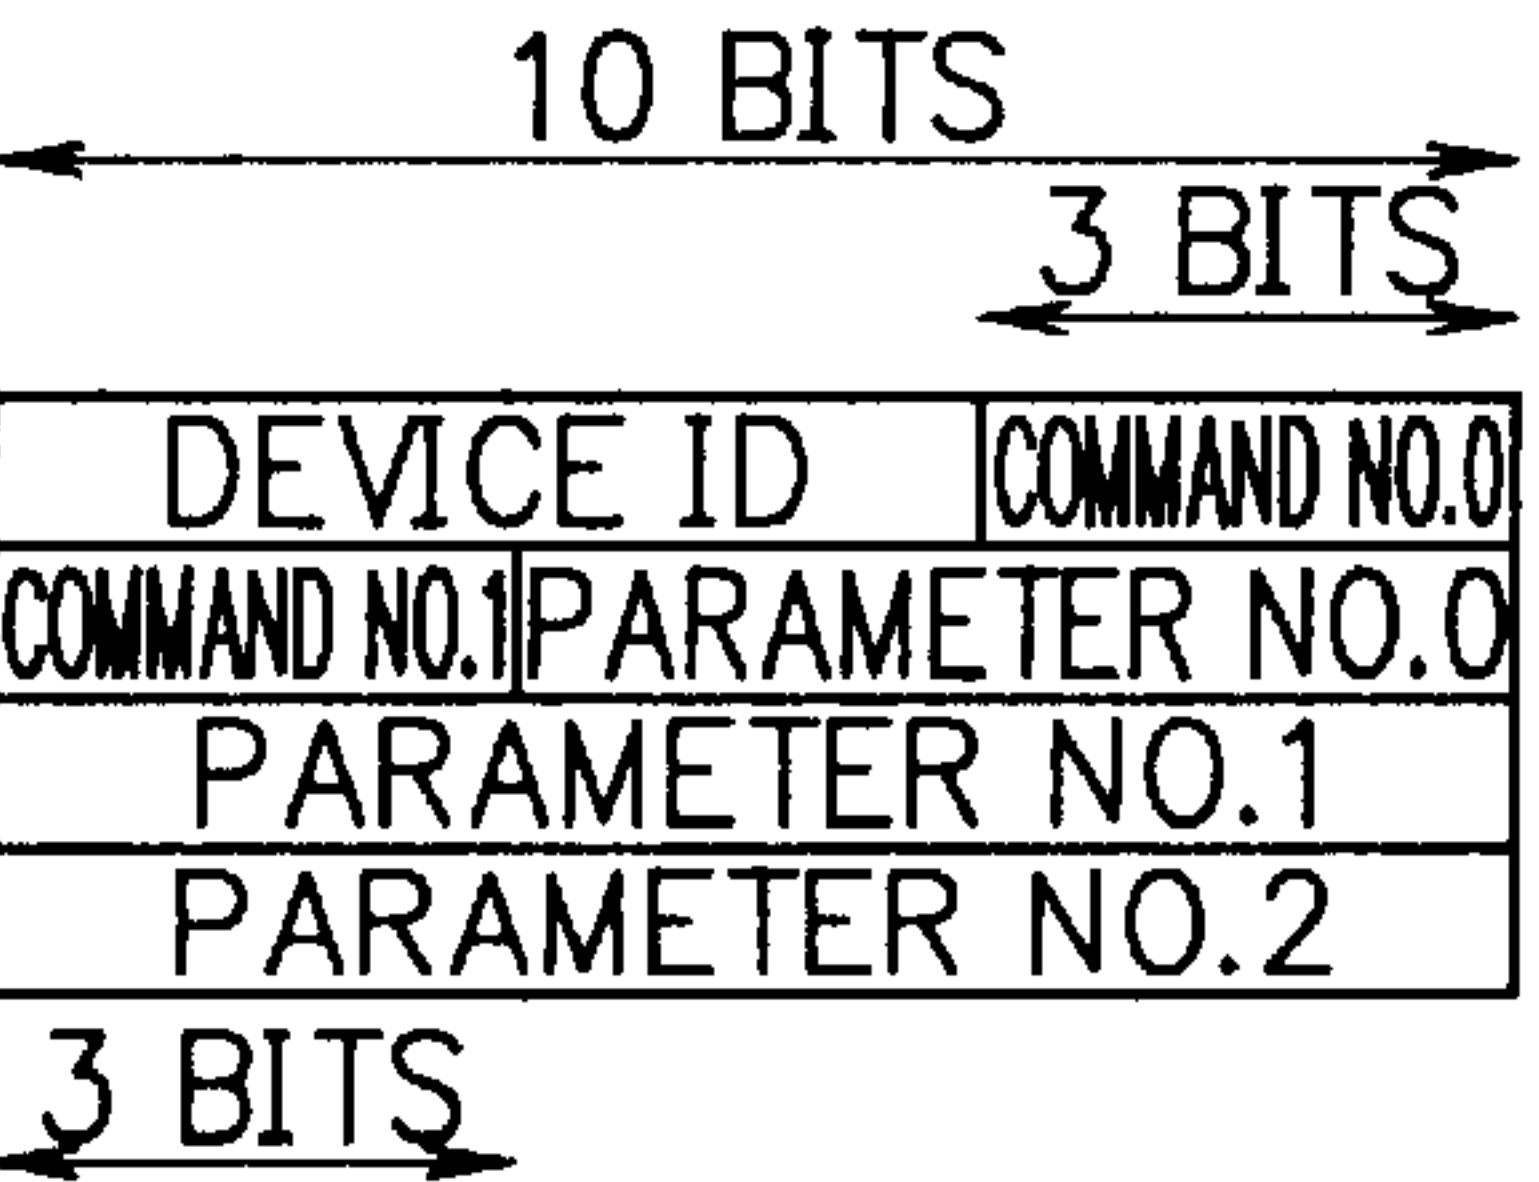 10 BITS
3 BITS
DEVICE ID COMMAND NO.0
COMMAND NO.1 PARAMETER NO.0
PARAMETER NO.1
PARAMETER NO.2
3 BITS